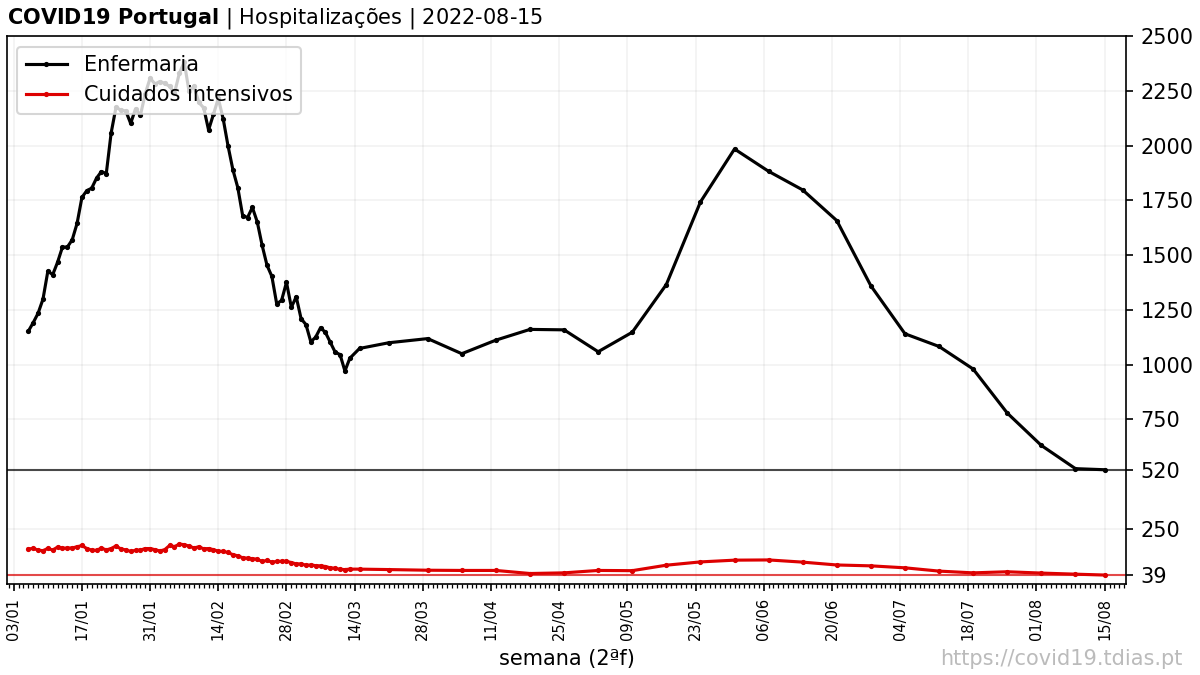 COVID19 Portugal | Hospitalizações | 2022-08-15
Enfermaria
Cuidados intensivos
2500
2250
2000
1750
1500
1250
1000
750
520
250
39
03/01 17/01 31/01 14/02 28/02 14/03 28/03 11/04 25/04 09/05 23/05 06/06 20/06 04/07 18/07 01/08 15/08
semana (2ªf)
https://covid19.tdias.pt